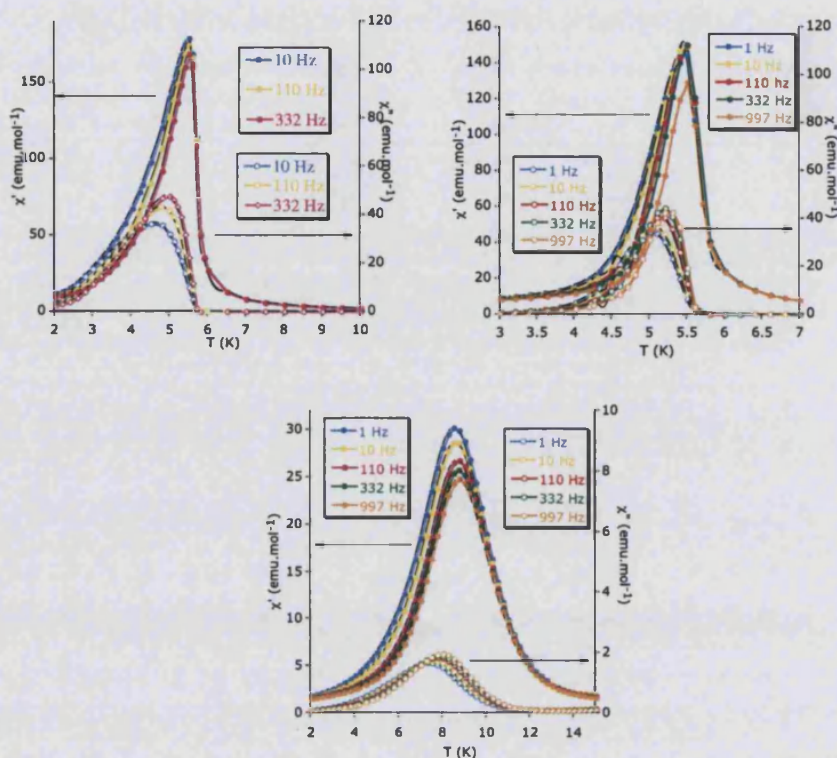 χ' (emu.mol⁻¹)
150
100
50
0
2 3 4 5 6 7 8 9 10
T (K)
120
100
80
60
40
20
0
χ" (emu.mol⁻¹)
10 Hz
110 Hz
332 Hz
10 Hz
110 Hz
332 Hz
χ' (emu.mol⁻¹)
160
140
120
100
80
60
40
20
0
3 3.5 4 4.5 5 5.5 6 6.5 7
T (K)
120
100
80
60
40
20
0
χ" (emu.mol⁻¹)
1 Hz
10 Hz
110 hz
332 Hz
997 Hz
1 Hz
10 Hz
110 Hz
332 Hz
997 Hz
χ' (emu.mol⁻¹)
30
25
20
15
10
5
0
2 4 6 8 10 12 14
T (K)
10
8
6
4
2
0
χ" (emu.mol⁻¹)
1 Hz
10 Hz
110 Hz
332 Hz
997 Hz
1 Hz
10 Hz
110 Hz
332 Hz
997 Hz